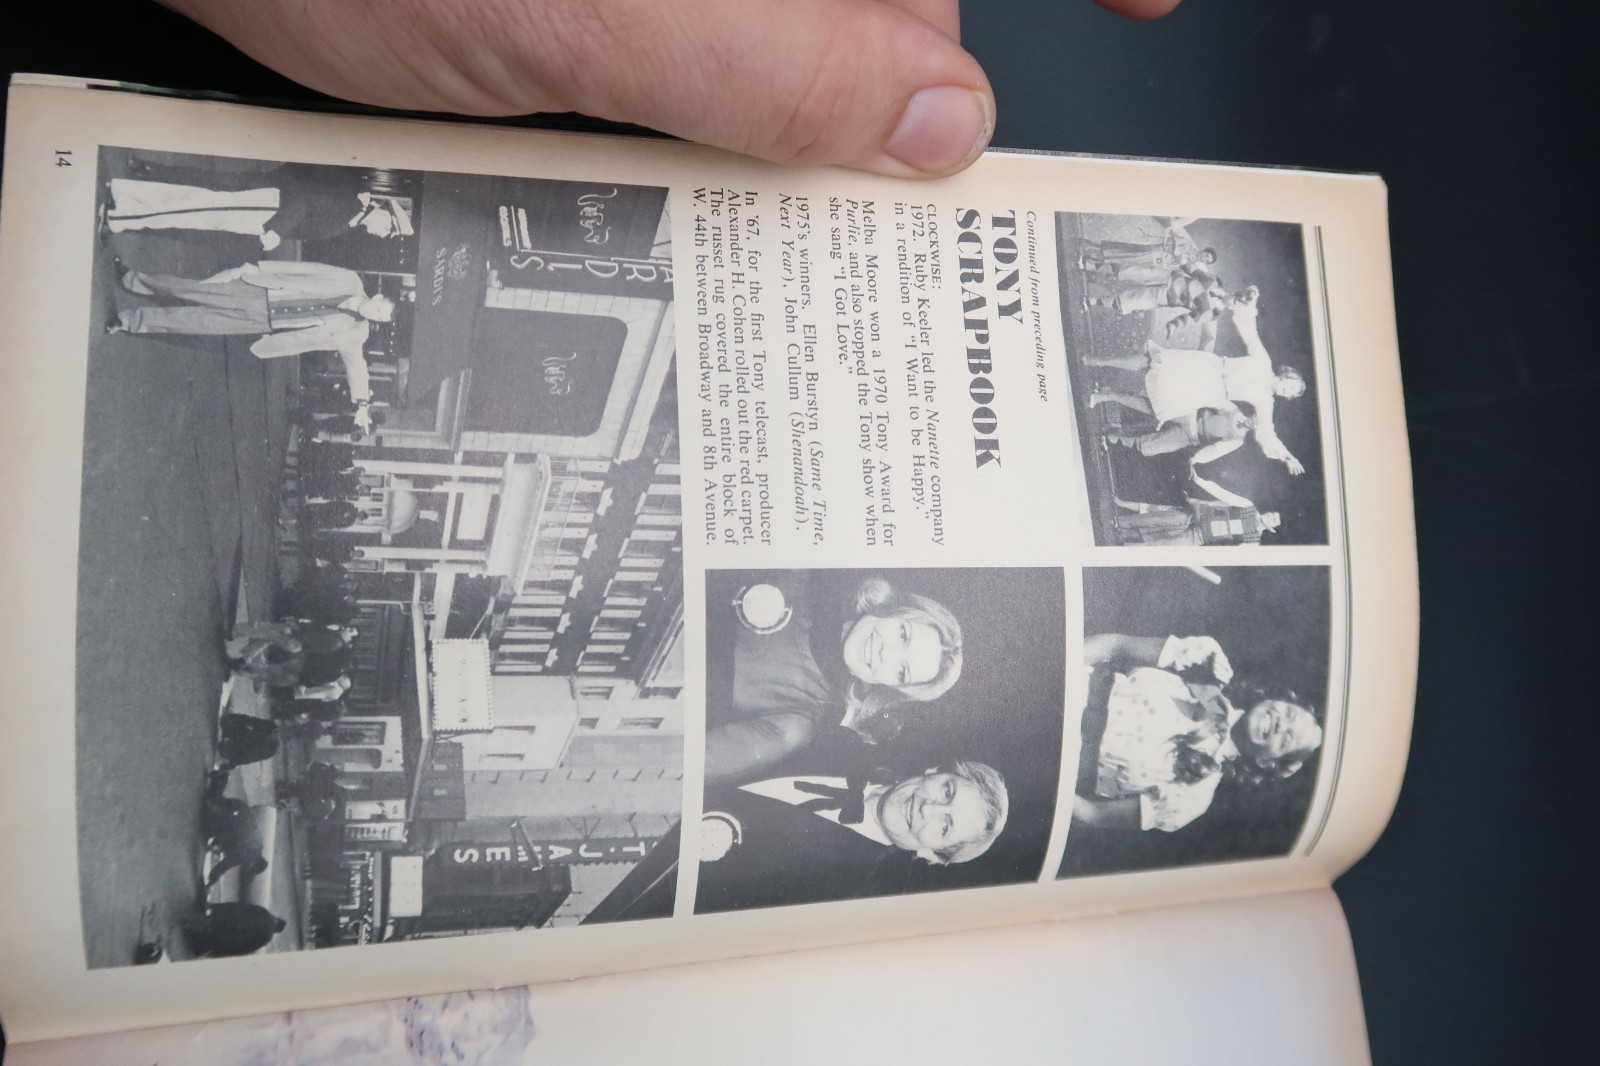 Continued from preceding page
TONY
SCRAPBOOK
CLOCKWISE:
1972. Ruby Keeler led the Nanette company
in a rendition of "I Want to be Happy."
Melba Moore won a 1970 Tony Award for
Purlie, and also stopped the Tony show when
she sang "I Got Love."
1975's winners. Ellen Burstyn (Same Time,
Next Year), John Cullum (Shenandoah).
In '67, for the first Tony telecast, producer
Alexander H. Cohen rolled out the red carpet.
The russet rug covered the entire block of
W. 44th between Broadway and 8th Avenue.
SARDI'S
ST. JAMES
14